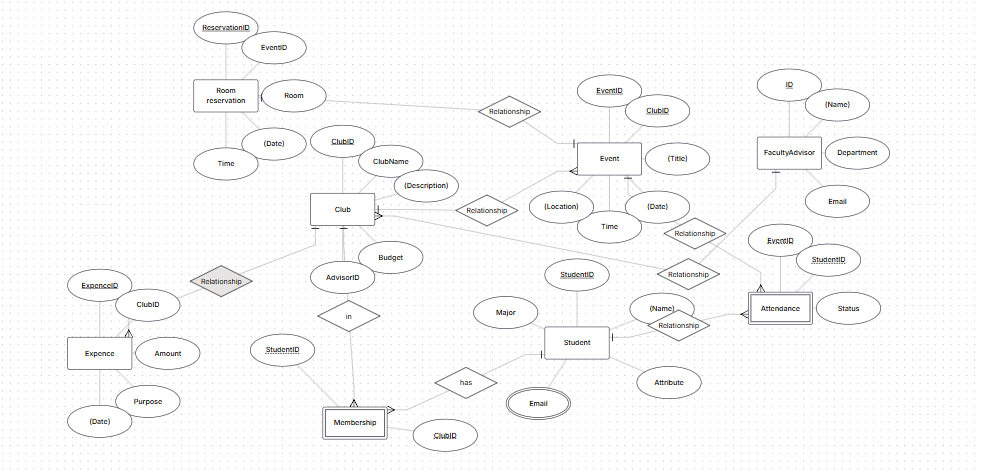 ReservationID
EventID
Room
reservation
Room
(Date)
Time
Relationship
EventID
ClubID
Event
(Title)
(Location)
(Date)
Time
ID
(Name)
FacultyAdvisor
Department
Email
ClubID
ClubName
(Description)
Club
Relationship
Budget
AdvisorID
Relationship
Relationship
Relationship
EventID
StudentID
Attendance
Status
ExpenceID
ClubID
Expence
Amount
Purpose
(Date)
in
StudentID
Major
(Name)
Relationship
Student
Attribute
Email
has
StudentID
Membership
ClubID